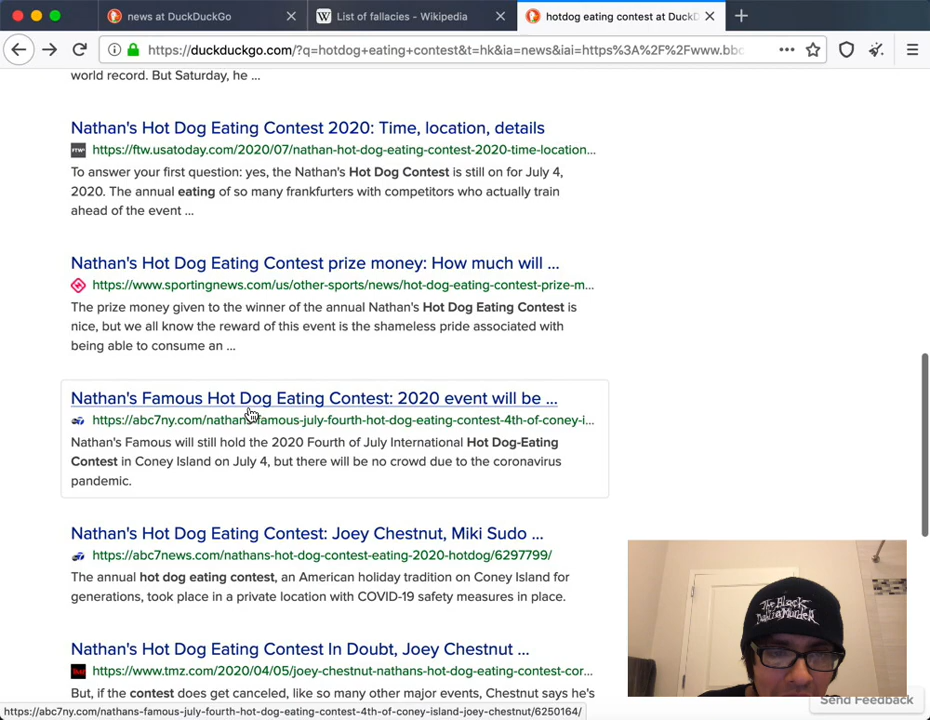 news at DuckDuckGo
List of fallacies - Wikipedia
hotdog eating contest at DuckD
https://duckduckgo.com/?q=hotdog+eating+contest&t=hk&ia=news&iai=https%3A%2F%2Fwww.bbc
world record. But Saturday, he ...
Nathan's Hot Dog Eating Contest 2020: Time, location, details
FTW
https://ftw.usatoday.com/2020/07/nathan-hot-dog-eating-contest-2020-time-location...
To answer your first question: yes, the Nathan's Hot Dog Contest is still on for July 4,
2020. The annual eating of so many frankfurters with competitors who actually train
ahead of the event ...
Nathan's Hot Dog Eating Contest prize money: How much will ...
https://www.sportingnews.com/us/other-sports/news/hot-dog-eating-contest-prize-m...
The prize money given to the winner of the annual Nathan's Hot Dog Eating Contest is
nice, but we all know the reward of this event is the shameless pride associated with
being able to consume an ...
Nathan's Famous Hot Dog Eating Contest: 2020 event will be ...
https://abc7ny.com/nathans-famous-july-fourth-hot-dog-eating-contest-4th-of-coney-i...
Nathan's Famous will still hold the 2020 Fourth of July International Hot Dog-Eating
Contest in Coney Island on July 4, but there will be no crowd due to the coronavirus
pandemic.
Nathan's Hot Dog Eating Contest: Joey Chestnut, Miki Sudo ...
https://abc7news.com/nathans-hot-dog-contest-eating-2020-hotdog/6297799/
The annual hot dog eating contest, an American holiday tradition on Coney Island for
generations, took place in a private location with COVID-19 safety measures in place.
Nathan's Hot Dog Eating Contest In Doubt, Joey Chestnut ...
https://www.tmz.com/2020/04/05/joey-chestnut-nathans-hot-dog-eating-contest-cor...
But, if the contest does get canceled, like so many other major events, Chestnut says he's
https://abc7ny.com/nathans-famous-july-fourth-hot-dog-eating-contest-4th-of-coney-island-joey-chestnut/6250164/
The Black
Dahlia Murder
Send Feedback